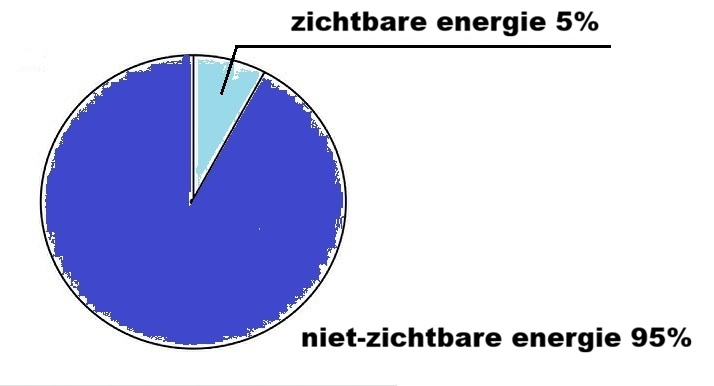 zichtbare energie 5%
niet-zichtbare energie 95%